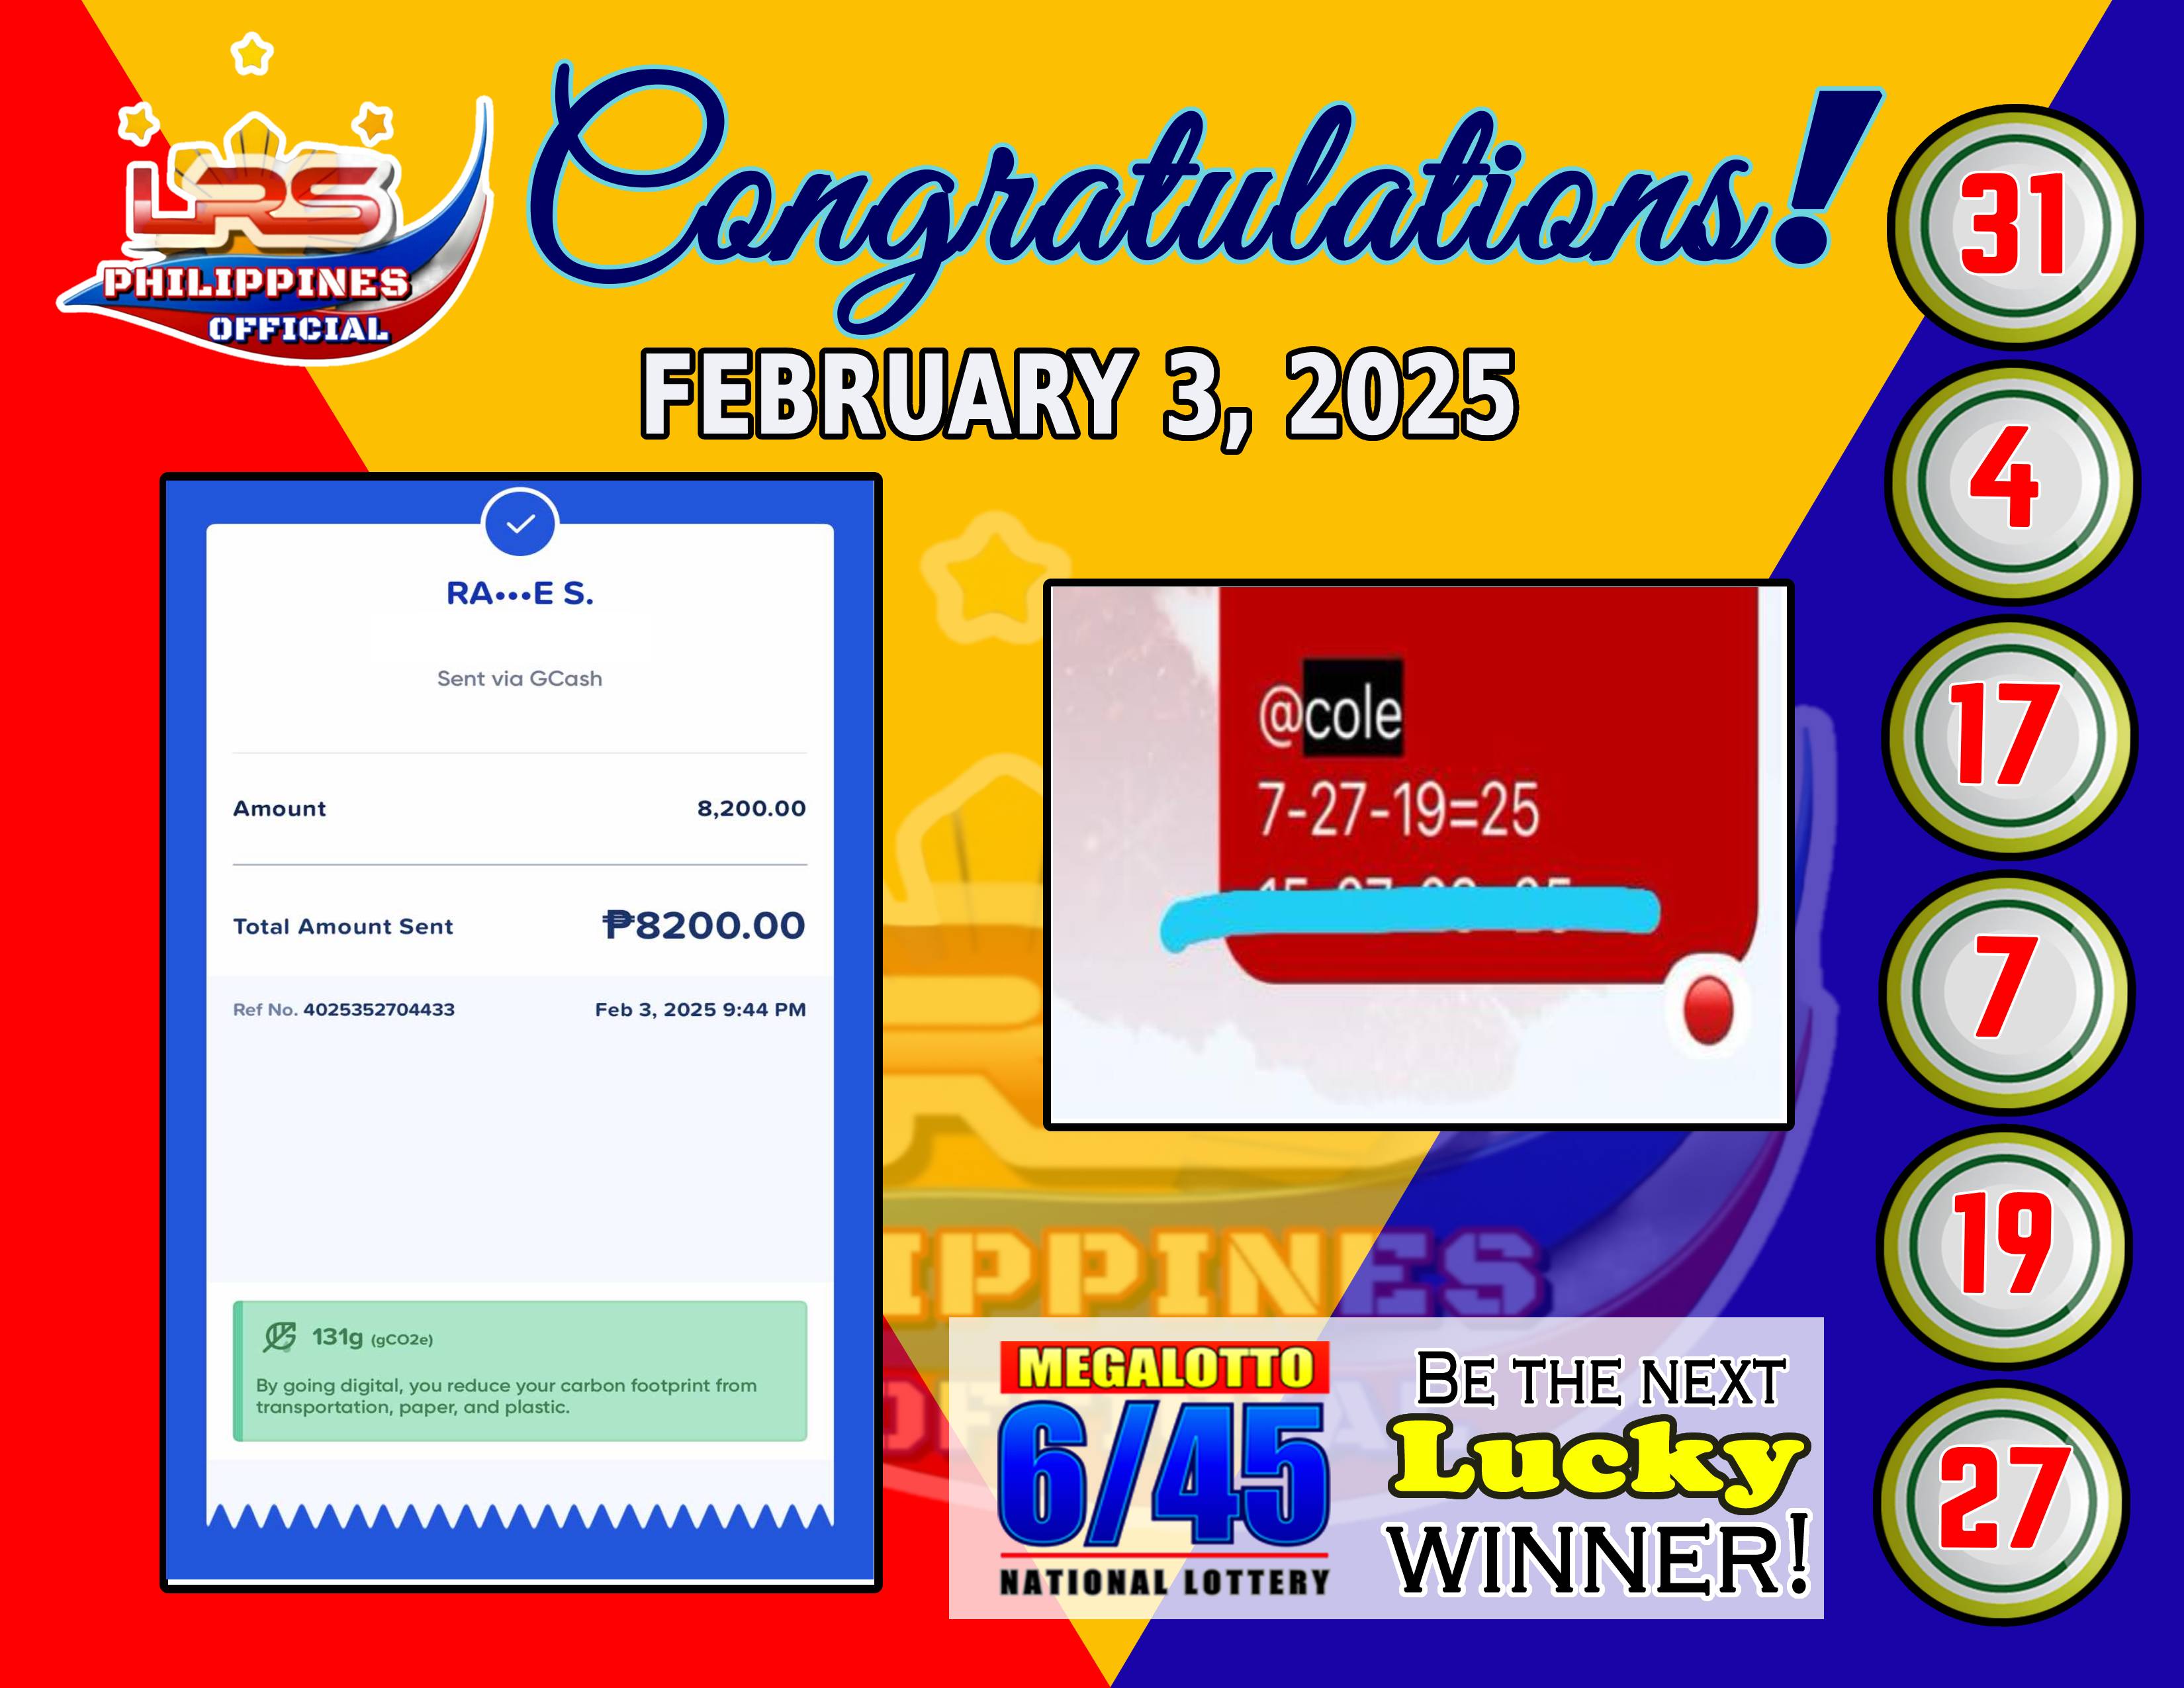 LRS
PHILIPPINES
OFFICIAL
Congratulations!
FEBRUARY 3, 2025
RA•••E S.
Sent via GCash
Amount 8,200.00
Total Amount Sent ₱8200.00
Ref No. 4025352704433 Feb 3, 2025 9:44 PM
131g (gCO2e)
By going digital, you reduce your carbon footprint from
transportation, paper, and plastic.
@cole
7-27-19=25
MEGALOTTO
6/45
NATIONAL LOTTERY
BE THE NEXT
Lucky
WINNER!
31
4
17
7
19
27